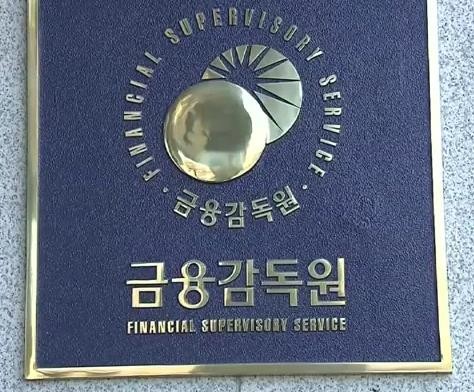 FINANCIAL SUPERVISORY SERVICE
· 금융감독원 ·
금융감독원
FINANCIAL SUPERVISORY SERVICE